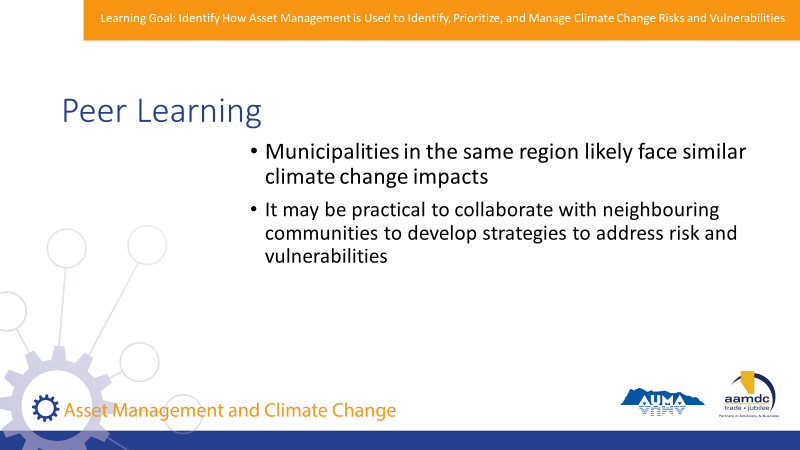 Learning Goal: Identify How Asset Management is Used to Identify, Prioritize, and Manage Climate Change Risks and Vulnerabilities
Peer Learning
• Municipalities in the same region likely face similar
climate change impacts
• It may be practical to collaborate with neighbouring
communities to develop strategies to address risk and
vulnerabilities
Asset Management and Climate Change
AUMA
aamdc
trade • jubilee
Partners in Advocacy & Business